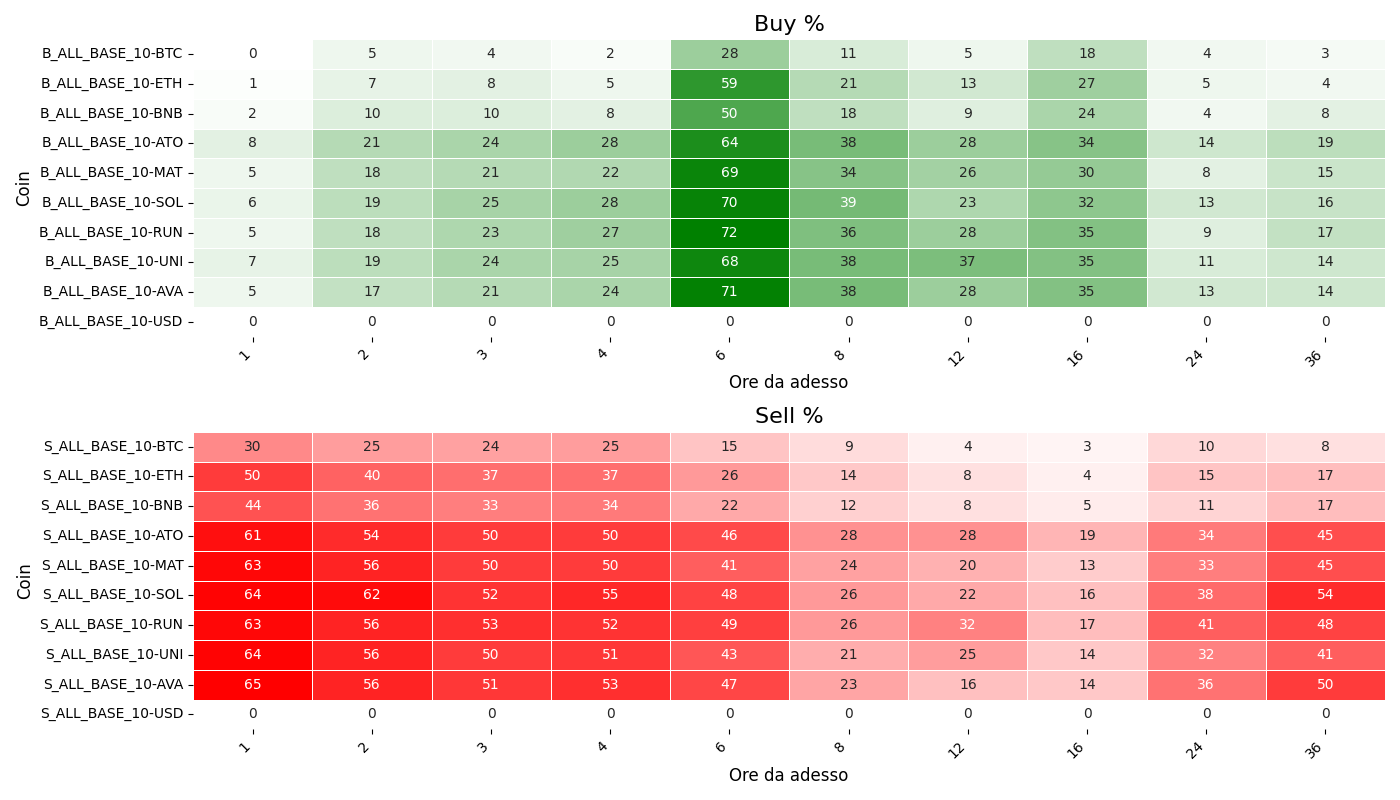 Buy %
Coin
B_ALL_BASE_10-BTC 0 5 4 2 28 11 5 18 4 3
B_ALL_BASE_10-ETH 1 7 8 5 59 21 13 27 5 4
B_ALL_BASE_10-BNB 2 10 10 8 50 18 9 24 4 8
B_ALL_BASE_10-ATO 8 21 24 28 64 38 28 34 14 19
B_ALL_BASE_10-MAT 5 18 21 22 69 34 26 30 8 15
B_ALL_BASE_10-SOL 6 19 25 28 70 39 23 32 13 16
B_ALL_BASE_10-RUN 5 18 23 27 72 36 28 35 9 17
B_ALL_BASE_10-UNI 7 19 24 25 68 38 37 35 11 14
B_ALL_BASE_10-AVA 5 17 21 24 71 38 28 35 13 14
B_ALL_BASE_10-USD 0 0 0 0 0 0 0 0 0 0
1 2 3 4 6 8 12 16 24 36
Ore da adesso
Sell %
Coin
S_ALL_BASE_10-BTC 30 25 24 25 15 9 4 3 10 8
S_ALL_BASE_10-ETH 50 40 37 37 26 14 8 4 15 17
S_ALL_BASE_10-BNB 44 36 33 34 22 12 8 5 11 17
S_ALL_BASE_10-ATO 61 54 50 50 46 28 28 19 34 45
S_ALL_BASE_10-MAT 63 56 50 50 41 24 20 13 33 45
S_ALL_BASE_10-SOL 64 62 52 55 48 26 22 16 38 54
S_ALL_BASE_10-RUN 63 56 53 52 49 26 32 17 41 48
S_ALL_BASE_10-UNI 64 56 50 51 43 21 25 14 32 41
S_ALL_BASE_10-AVA 65 56 51 53 47 23 16 14 36 50
S_ALL_BASE_10-USD 0 0 0 0 0 0 0 0 0 0
1 2 3 4 6 8 12 16 24 36
Ore da adesso